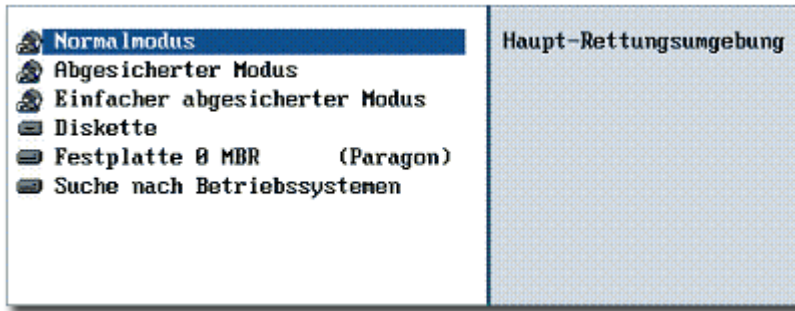 Normalmodus
Abgesicherter Modus
Einfacher abgesicherter Modus
Diskette
Festplatte 0 MBR (Paragon)
Suche nach Betriebssystemen
Haupt-Rettungsumgebung